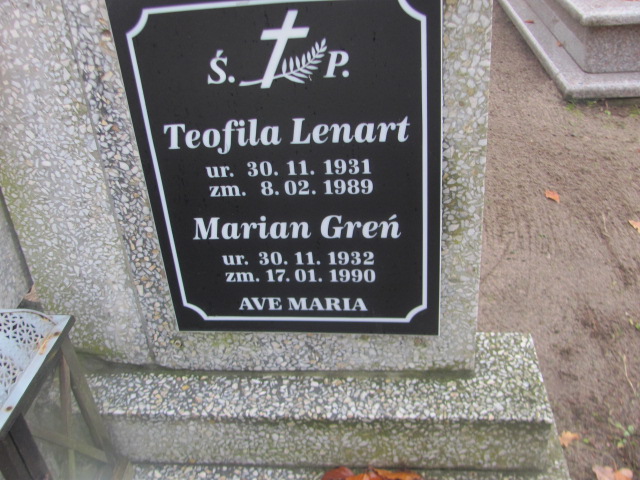 Ś. P.
Teofila Lenart
ur. 30. 11. 1931
zm. 8. 02. 1989
Marian Greń
ur. 30. 11. 1932
zm. 17. 01. 1990
AVE MARIA